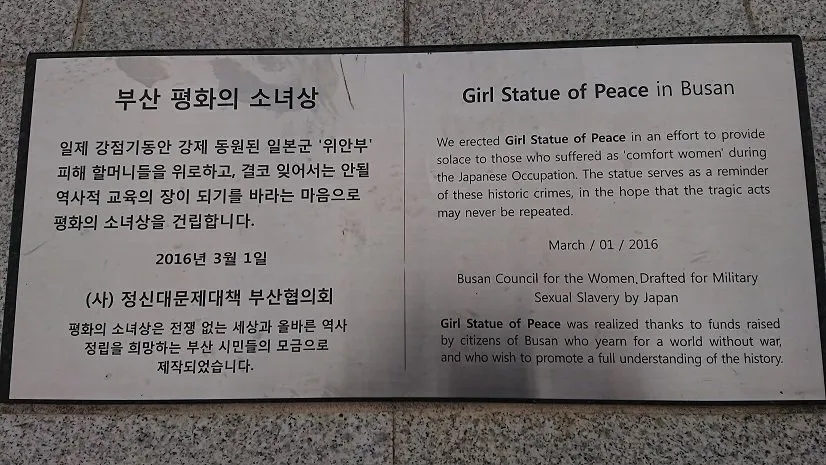 부산 평화의 소녀상
일제 강점기동안 강제 동원된 일본군 '위안부'
피해 할머니들을 위로하고, 결코 잊어서는 안될
역사적 교육의 장이 되기를 바라는 마음으로
평화의 소녀상을 건립합니다.
2016년 3월 1일
(사) 정신대문제대책 부산협의회
평화의 소녀상은 전쟁 없는 세상과 올바른 역사
정립을 희망하는 부산 시민들의 모금으로
제작되었습니다.
Girl Statue of Peace in Busan
We erected Girl Statue of Peace in an effort to provide
solace to those who suffered as 'comfort women' during
the Japanese Occupation. The statue serves as a reminder
of these historic crimes, in the hope that the tragic acts
may never be repeated.
March / 01 / 2016
Busan Council for the Women.Drafted for Military
Sexual Slavery by Japan
Girl Statue of Peace was realized thanks to funds raised
by citizens of Busan who yearn for a world without war,
and who wish to promote a full understanding of the history.